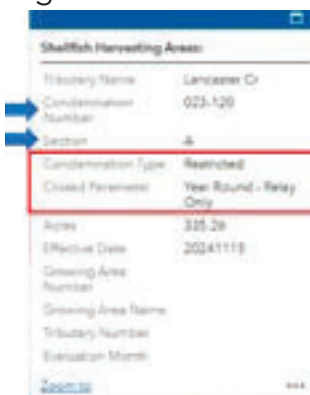 Shellfish Harvesting Areas:
Tributary Name Lancaster Cr
Condemnation Number 023-120
Section A
Condemnation Type Restricted
Closed Parameter Year Round - Relay Only
Acres 335.26
Effective Date 20241113
Growing Area Number
Growing Area Name
Tributary Number
Evaluation Month
Zoom to